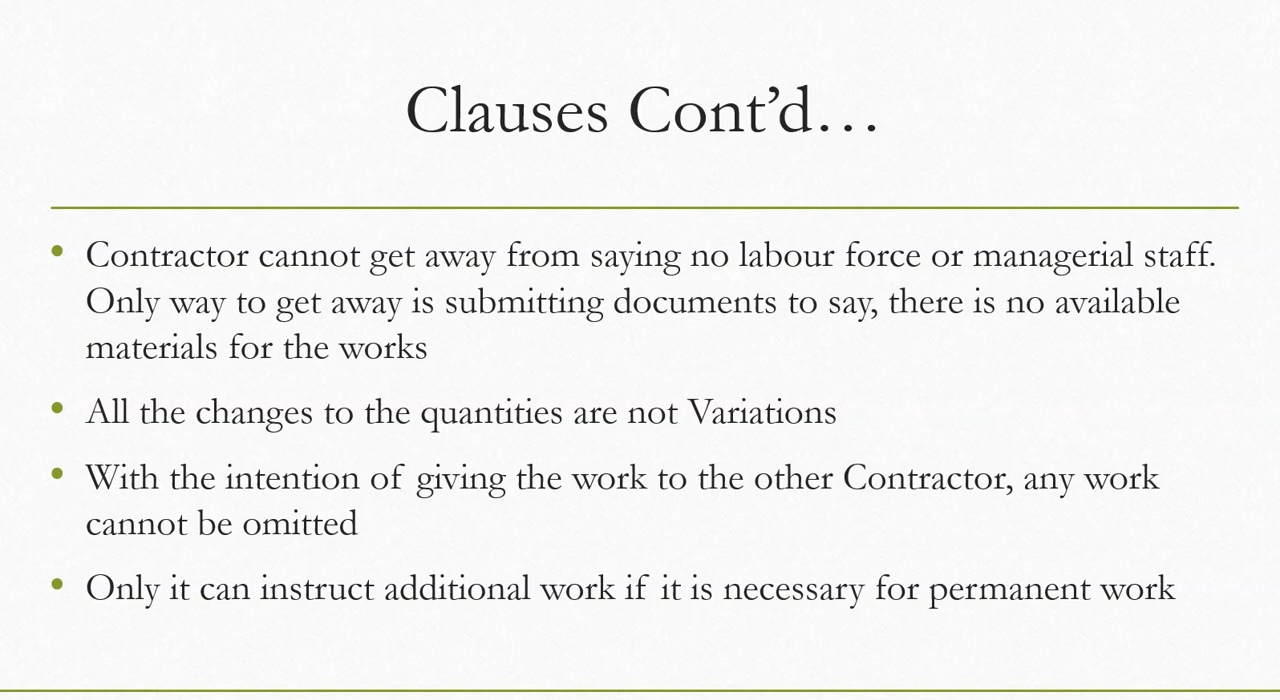 Clauses Cont’d…
• Contractor cannot get away from saying no labour force or managerial staff.
Only way to get away is submitting documents to say, there is no available
materials for the works
• All the changes to the quantities are not Variations
• With the intention of giving the work to the other Contractor, any work
cannot be omitted
• Only it can instruct additional work if it is necessary for permanent work